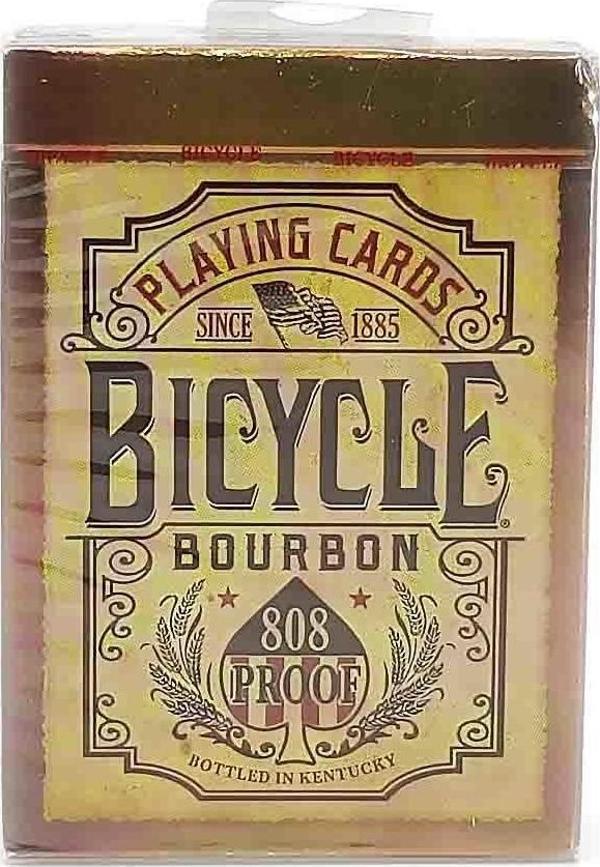 BICYCLE BICYCLE
PLAYING CARDS
SINCE 1885
BICYCLE®
BOURBON
808
PROOF
BOTTLED IN KENTUCKY